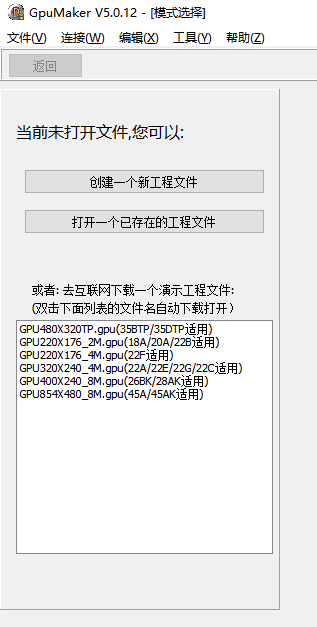 GpuMaker V5.0.12 - [模式选择]
文件(V) 连接(W) 编辑(X) 工具(Y) 帮助(Z)
返回
当前未打开文件,您可以:
创建一个新工程文件
打开一个已存在的工程文件
或者: 去互联网下载一个演示工程文件:
(双击下面列表的文件名自动下载打开)
GPU480X320TP.gpu(35BTP/35DTP适用)
GPU220X176_2M.gpu(18A/20A/22B适用)
GPU220X176_4M.gpu(22F适用)
GPU320X240_4M.gpu(22A/22E/22G/22C适用)
GPU400X240_8M.gpu(26BK/28AK适用)
GPU854X480_8M.gpu(45A/45AK适用)